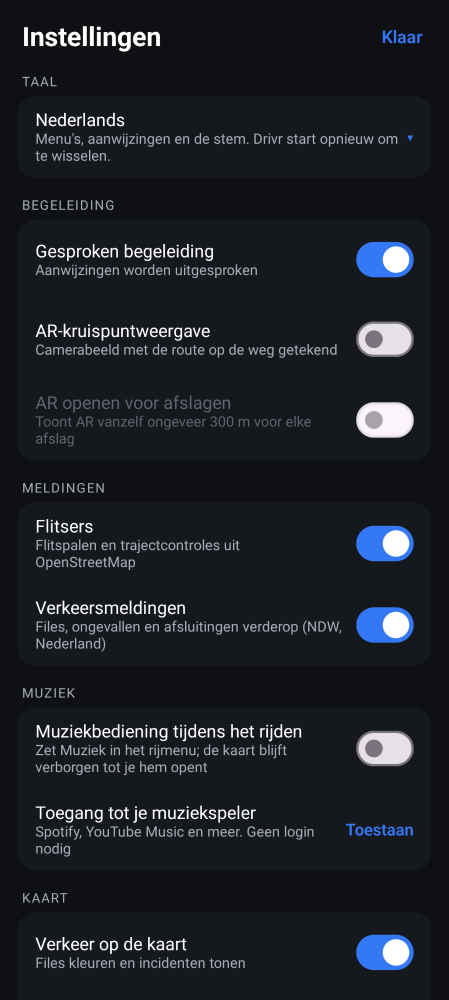 Instellingen
Klaar
TAAL
Nederlands
Menu's, aanwijzingen en de stem. Drivr start opnieuw om
te wisselen.
BEGELEIDING
Gesproken begeleiding
Aanwijzingen worden uitgesproken
AR-kruispuntweergave
Camerabeeld met de route op de weg getekend
AR openen voor afslagen
Toont AR vanzelf ongeveer 300 m voor elke
afslag
MELDINGEN
Flitsers
Flitspalen en trajectcontroles uit
OpenStreetMap
Verkeersmeldingen
Files, ongevallen en afsluitingen verderop (NDW,
Nederland)
MUZIEK
Muziekbediening tijdens het rijden
Zet Muziek in het rijmenu; de kaart blijft
verborgen tot je hem opent
Toegang tot je muziekspeler
Spotify, YouTube Music en meer. Geen login
nodig
Toestaan
KAART
Verkeer op de kaart
Files kleuren en incidenten tonen